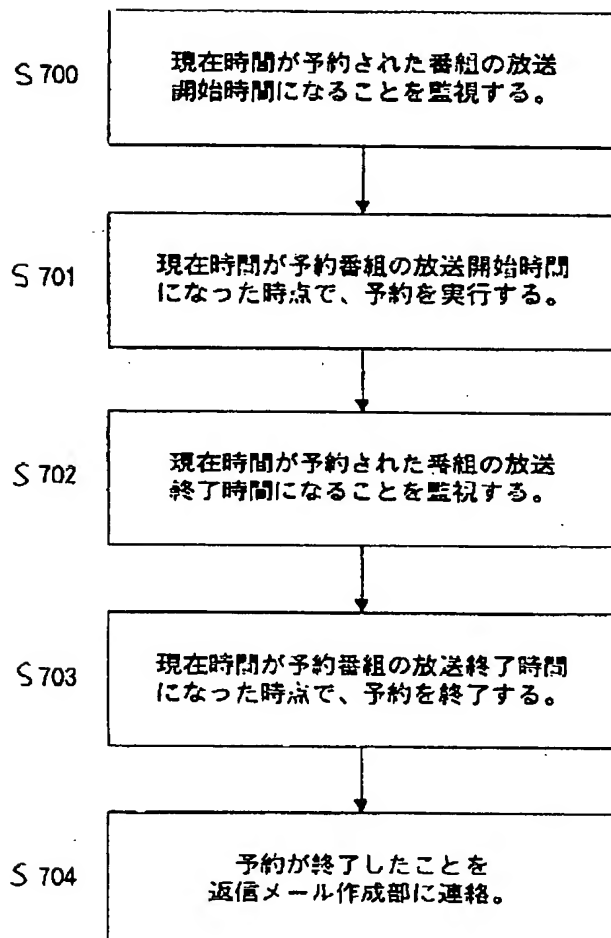 S 700
現在時間が予約された番組の放送
開始時間になることを監視する。
S 701
現在時間が予約番組の放送開始時間
になった時点で、予約を実行する。
S 702
現在時間が予約された番組の放送
終了時間になることを監視する。
S 703
現在時間が予約番組の放送終了時間
になった時点で、予約を終了する。
S 704
予約が終了したことを
返信メール作成部に連絡。